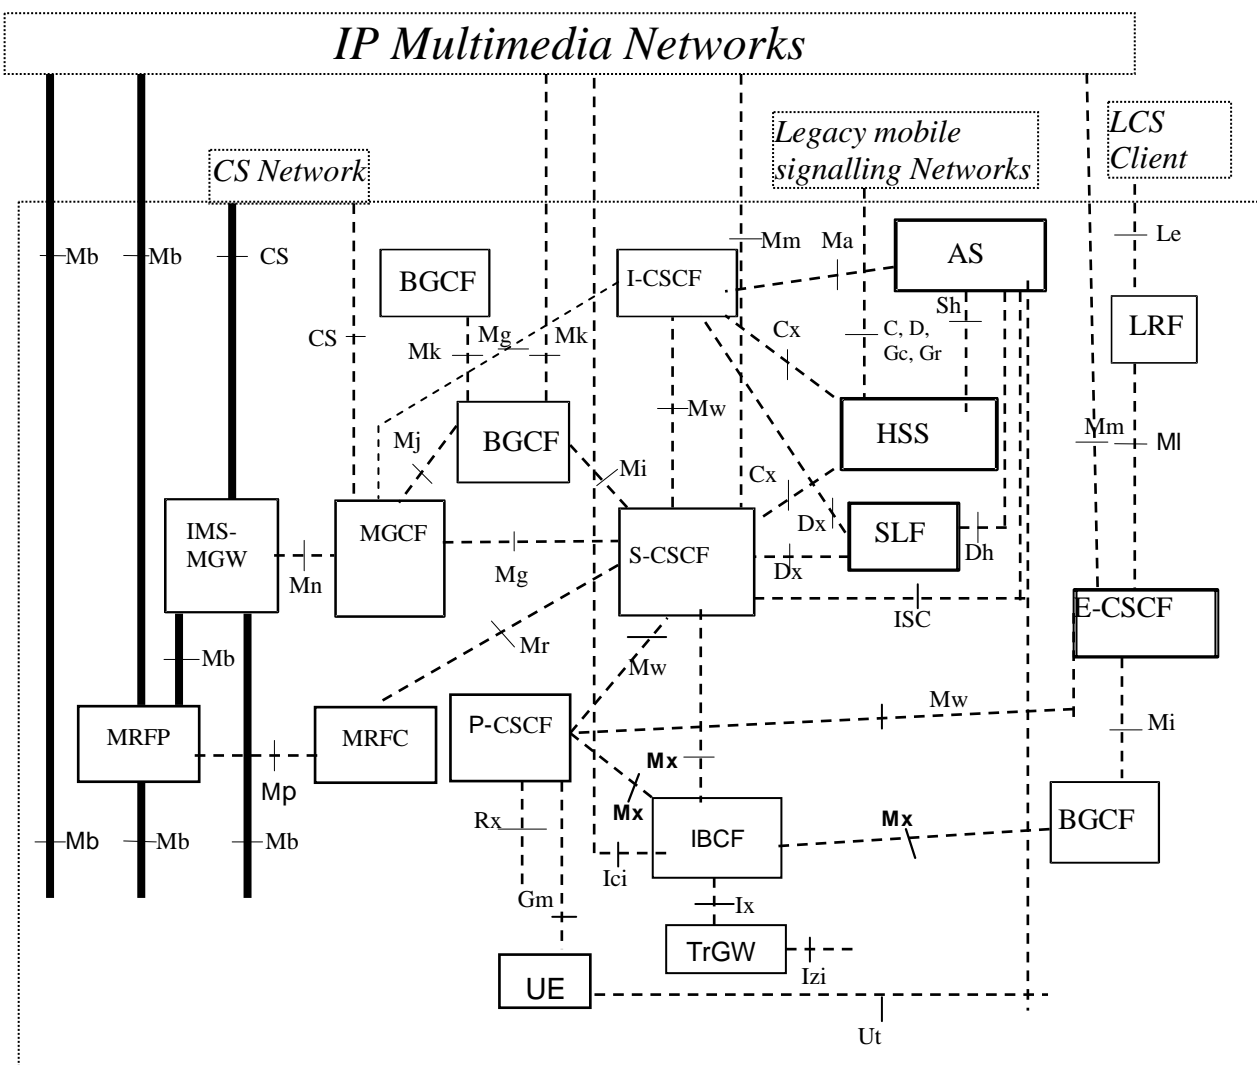 IP Multimedia Networks
Legacy mobile
signalling Networks
LCS
Client
CS Network
Mb
Mb
CS
Mm
Ma
AS
Le
BGCF
I-CSCF
Sh
LRF
CS
Mk
Mg
Mk
Cx
C, D,
Gc, Gr
Mw
Mj
BGCF
Mi
HSS
Mm
Ml
Cx
IMS-
MGW
MGCF
S-CSCF
Dx
SLF
Dh
Mn
Mg
Dx
ISC
E-CSCF
Mb
Mr
Mw
Mw
MRFP
MRFC
P-CSCF
Mi
Mx
Mp
Mx
Rx
IBCF
Mx
BGCF
Mb
Mb
Mb
Ici
Gm
Ix
TrGW
Izi
UE
Ut